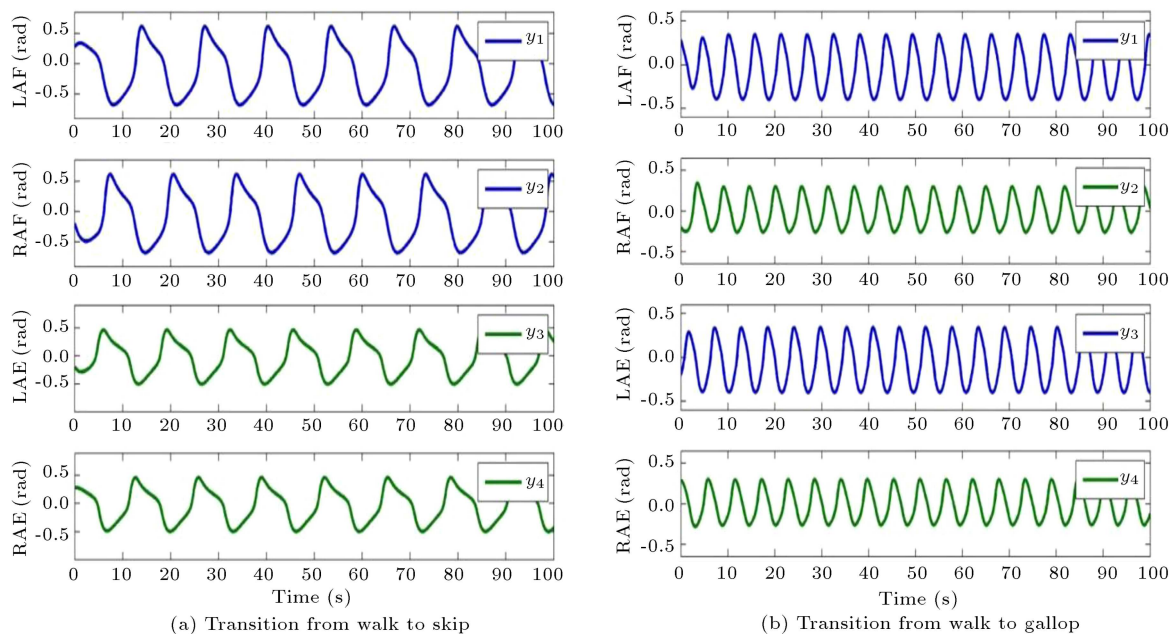 LAF (rad)
0.5
0.0
-0.5
y1
0 10 20 30 40 50 60 70 80 90 100
RAF (rad)
0.5
0.0
-0.5
y2
0 10 20 30 40 50 60 70 80 90 100
LAE (rad)
0.5
0.0
-0.5
y3
0 10 20 30 40 50 60 70 80 90 100
RAE (rad)
0.5
0.0
-0.5
y4
0 10 20 30 40 50 60 70 80 90 100
Time (s)
(a) Transition from walk to skip
LAF (rad)
0.5
0.0
-0.5
y1
0 10 20 30 40 50 60 70 80 90 100
RAF (rad)
0.5
0.0
-0.5
y2
0 10 20 30 40 50 60 70 80 90 100
LAE (rad)
0.5
0.0
-0.5
y3
0 10 20 30 40 50 60 70 80 90 100
RAE (rad)
0.5
0.0
-0.5
y4
0 10 20 30 40 50 60 70 80 90 100
Time (s)
(b) Transition from walk to gallop